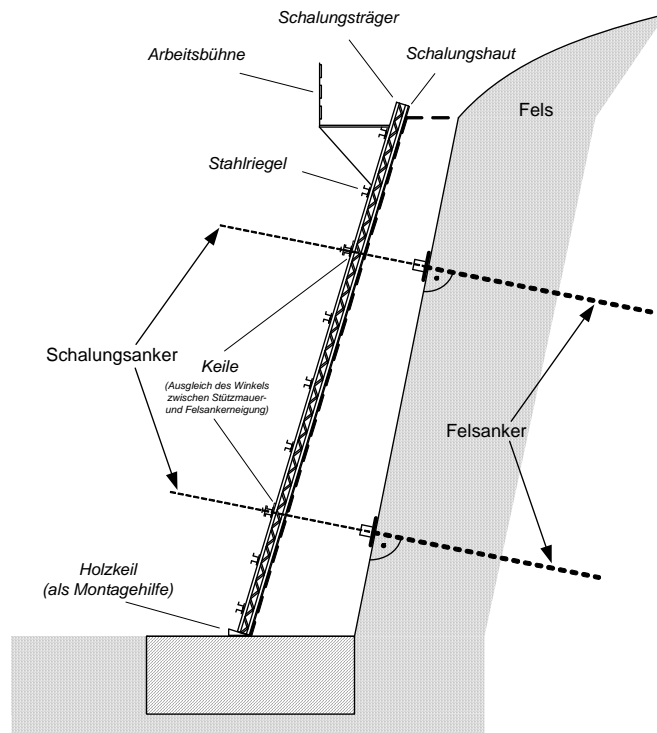 Schalungsträger
Arbeitsbühne
Schalungshaut
Fels
Stahlriegel
Schalungsanker
Keile
(Ausgleich des Winkels
zwischen Stützmauer-
und Felsankerneigung)
Felsanker
Holzkeil
(als Montagehilfe)